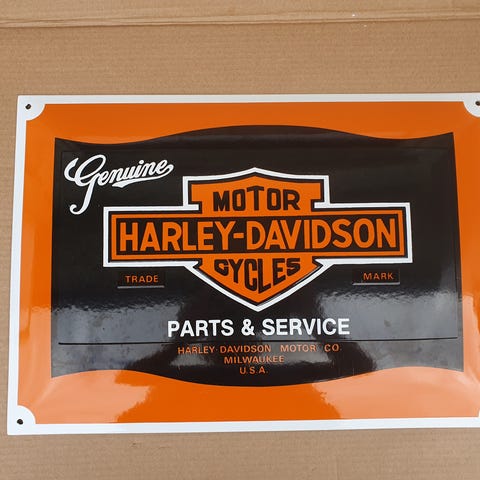 Genuine
MOTOR
HARLEY-DAVIDSON
CYCLES
TRADE MARK
PARTS & SERVICE
HARLEY-DAVIDSON MOTOR CO.
MILWAUKEE
U.S.A.